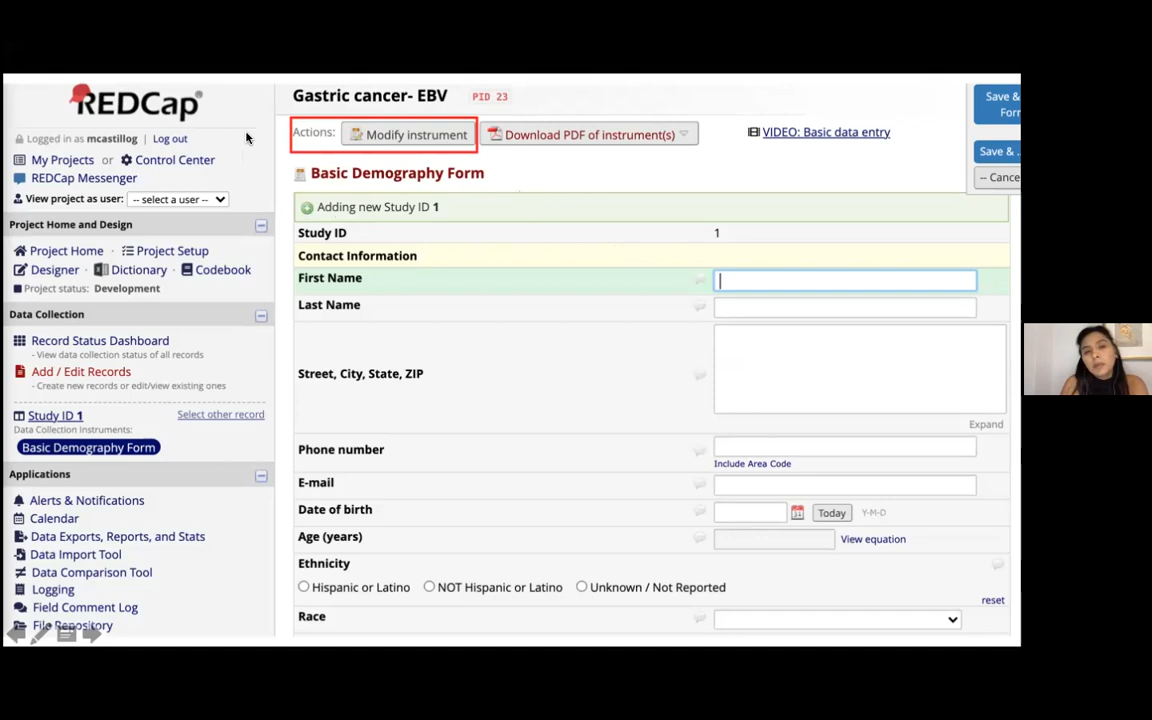 REDCap®
Logged in as mcastillog | Log out
My Projects or Control Center
REDCap Messenger
View project as user: -- select a user --
Project Home and Design
Project Home · Project Setup
Designer · Dictionary · Codebook
Project status: Development
Data Collection
Record Status Dashboard
- View data collection status of all records
Add / Edit Records
- Create new records or edit/view existing ones
Study ID 1 Select other record
Data Collection Instruments:
Basic Demography Form
Applications
Alerts & Notifications
Calendar
Data Exports, Reports, and Stats
Data Import Tool
Data Comparison Tool
Logging
Field Comment Log
File Repository
Gastric cancer- EBV PID 23
Actions: Modify instrument Download PDF of instrument(s) VIDEO: Basic data entry
Save &
Form
Save & ..
-- Cance
Basic Demography Form
Adding new Study ID 1
Study ID 1
Contact Information
First Name
Last Name
Street, City, State, ZIP
Expand
Phone number
Include Area Code
E-mail
Date of birth 31 Today Y-M-D
Age (years) View equation
Ethnicity
Hispanic or Latino NOT Hispanic or Latino Unknown / Not Reported
reset
Race